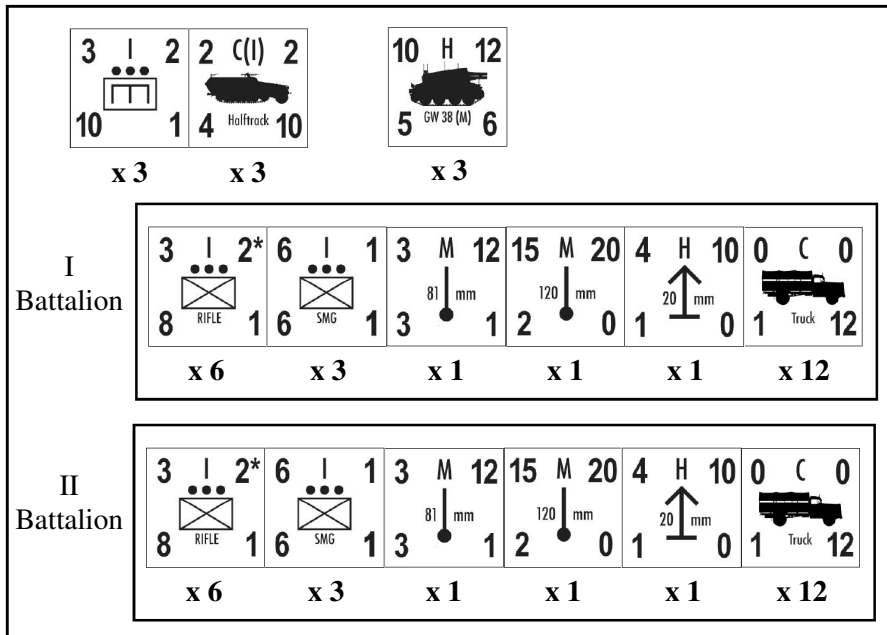 3 I 2 2 C(I) 2 10 H 12
Halftrack GW 38 (M)
10 1 4 10 5 6
x 3 x 3 x 3
I
Battalion
3 I 2* 6 I 1 3 M 12 15 M 20 4 H 10 0 C 0
81 mm 120 mm 20 mm
RIFLE SMG Truck
8 1 6 1 3 1 2 0 1 0 1 12
x 6 x 3 x 1 x 1 x 1 x 12
II
Battalion
3 I 2* 6 I 1 3 M 12 15 M 20 4 H 10 0 C 0
81 mm 120 mm 20 mm
RIFLE SMG Truck
8 1 6 1 3 1 2 0 1 0 1 12
x 6 x 3 x 1 x 1 x 1 x 12